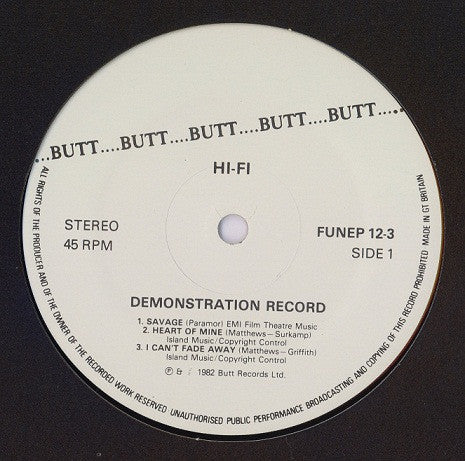 ...BUTT....BUTT....BUTT....BUTT....BUTT.....
HI-FI
STEREO
45 RPM
FUNEP 12-3
SIDE 1
DEMONSTRATION RECORD
1. SAVAGE (Paramor) EMI Film Theatre Music
2. HEART OF MINE (Matthews–Surkamp)
Island Music/Copyright Control
3. I CAN'T FADE AWAY (Matthews–Griffith)
Island Music/Copyright Control
℗ & 1982 Butt Records Ltd.
ALL RIGHTS OF THE PRODUCER AND OF THE OWNER OF THE RECORDED WORK RESERVED UNAUTHORISED PUBLIC PERFORMANCE BROADCASTING AND COPYING OF THIS RECORD PROHIBITED MADE IN GT BRITAIN